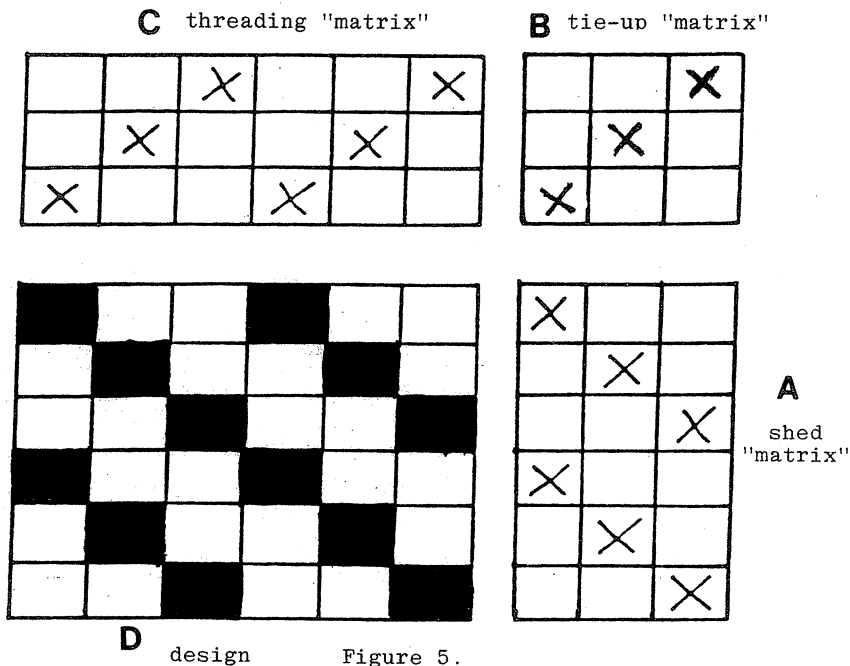 C threading "matrix"
B tie-up "matrix"
A
shed
"matrix"
D design
Figure 5.